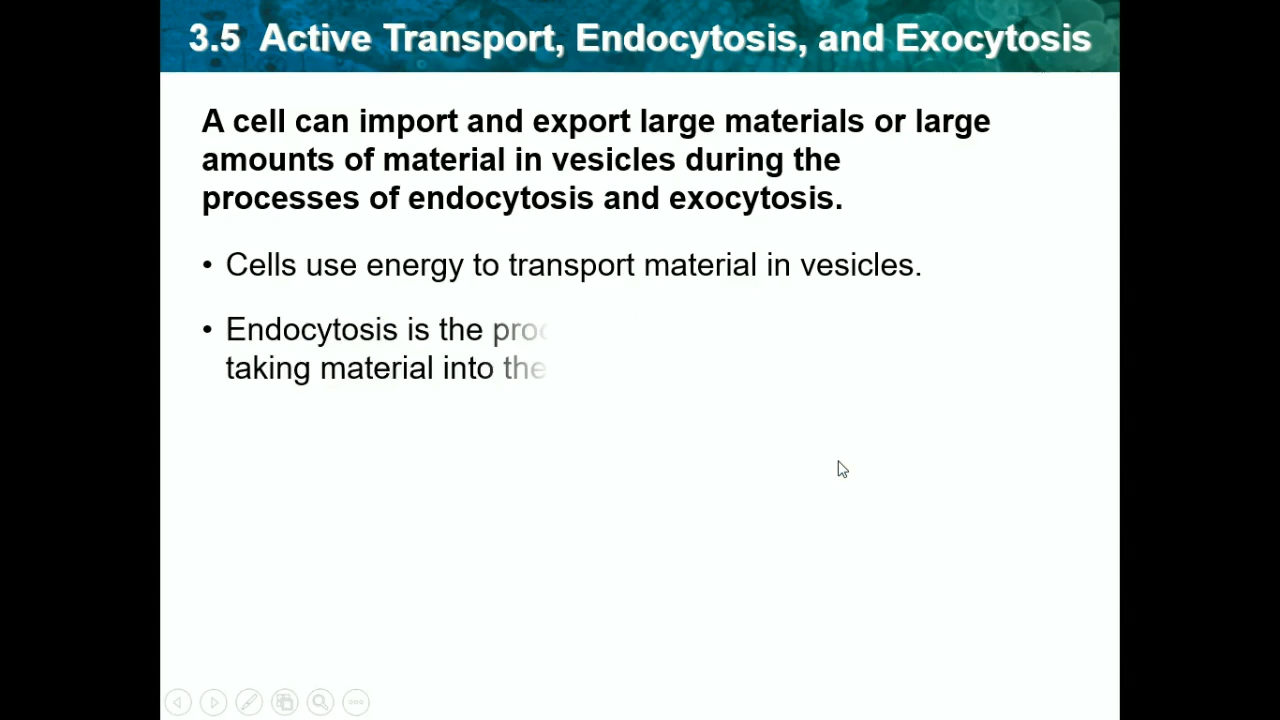 3.5 Active Transport, Endocytosis, and Exocytosis
A cell can import and export large materials or large
amounts of material in vesicles during the
processes of endocytosis and exocytosis.
• Cells use energy to transport material in vesicles.
• Endocytosis is the
taking material into the